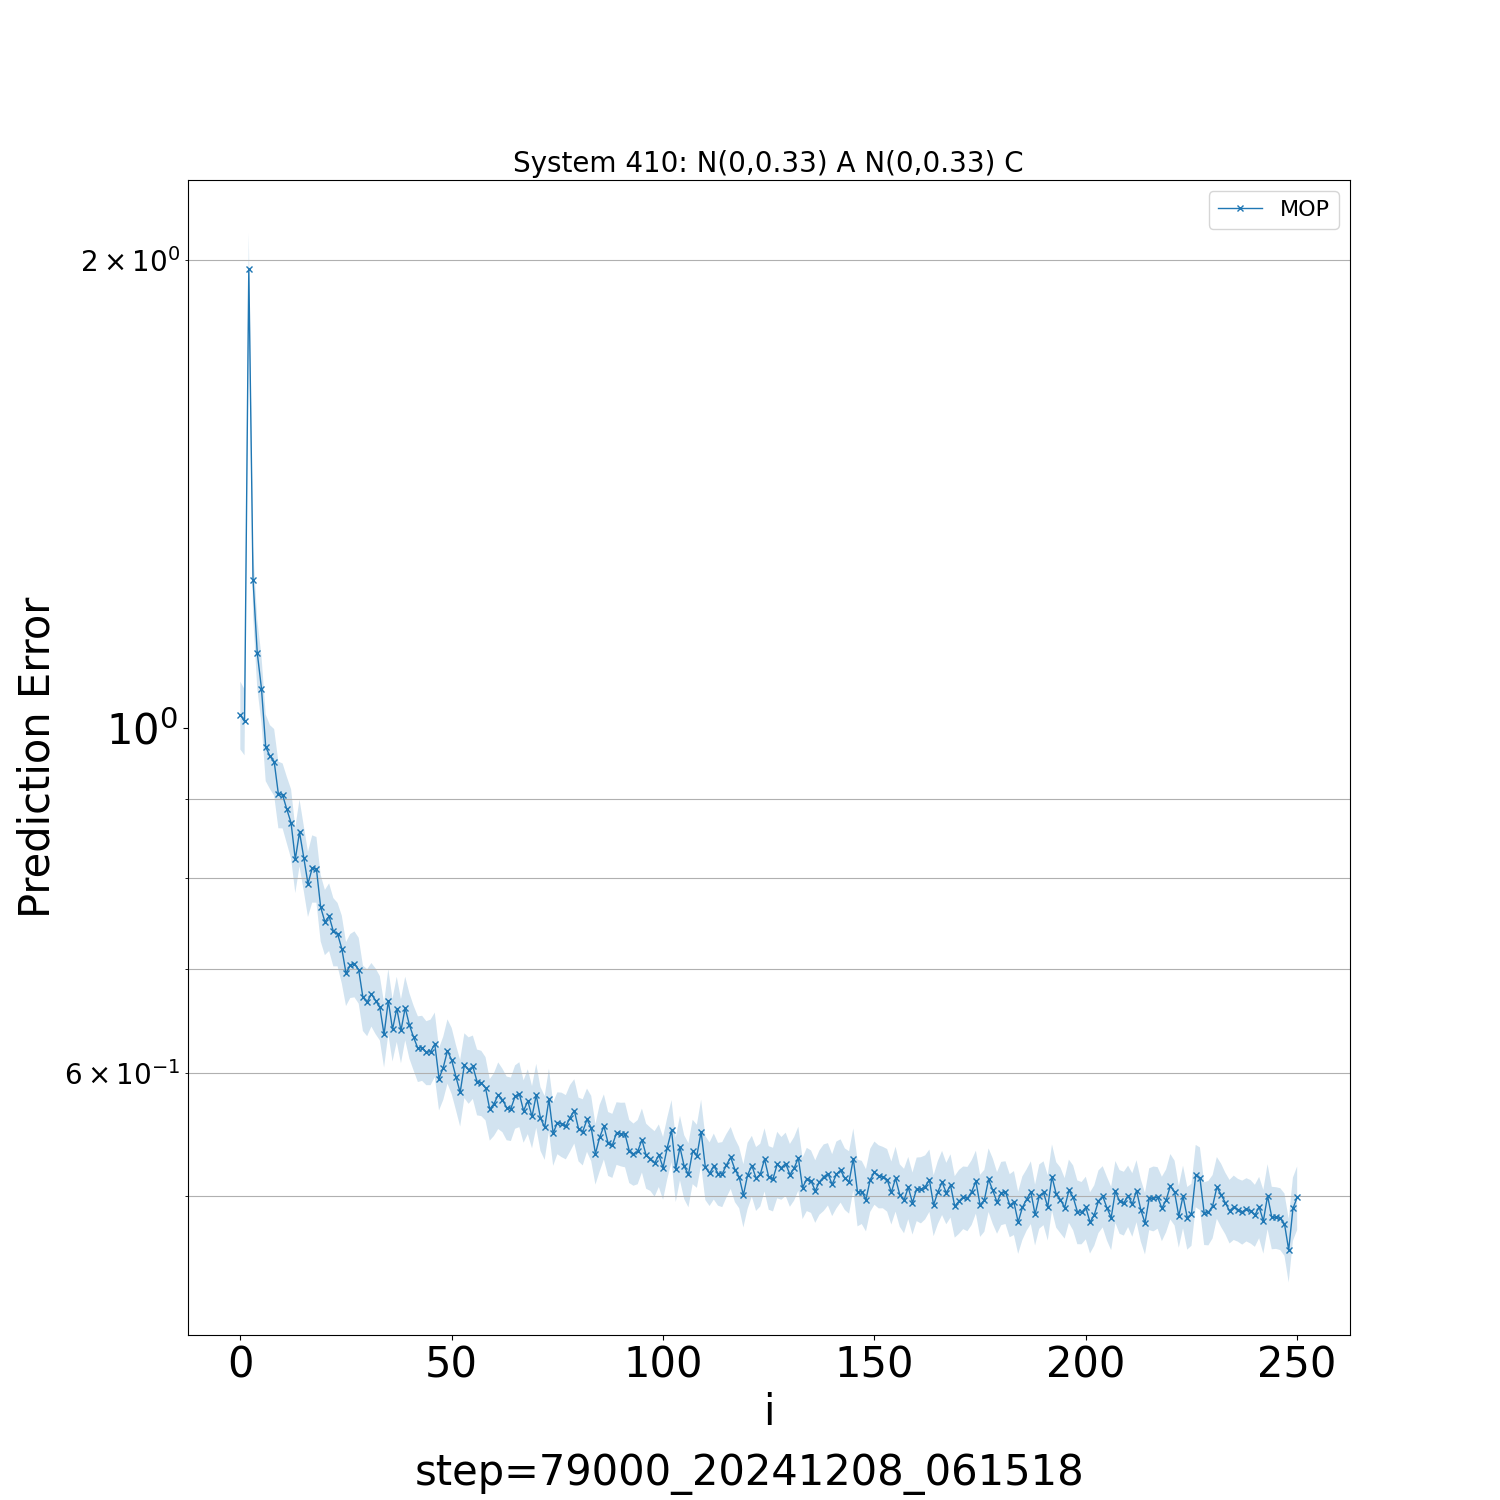 System 410: N(0,0.33) A N(0,0.33) C
MOP
2 × 10⁰
10⁰
6 × 10⁻¹
Prediction Error
0 50 100 150 200 250
i
step=79000_20241208_061518